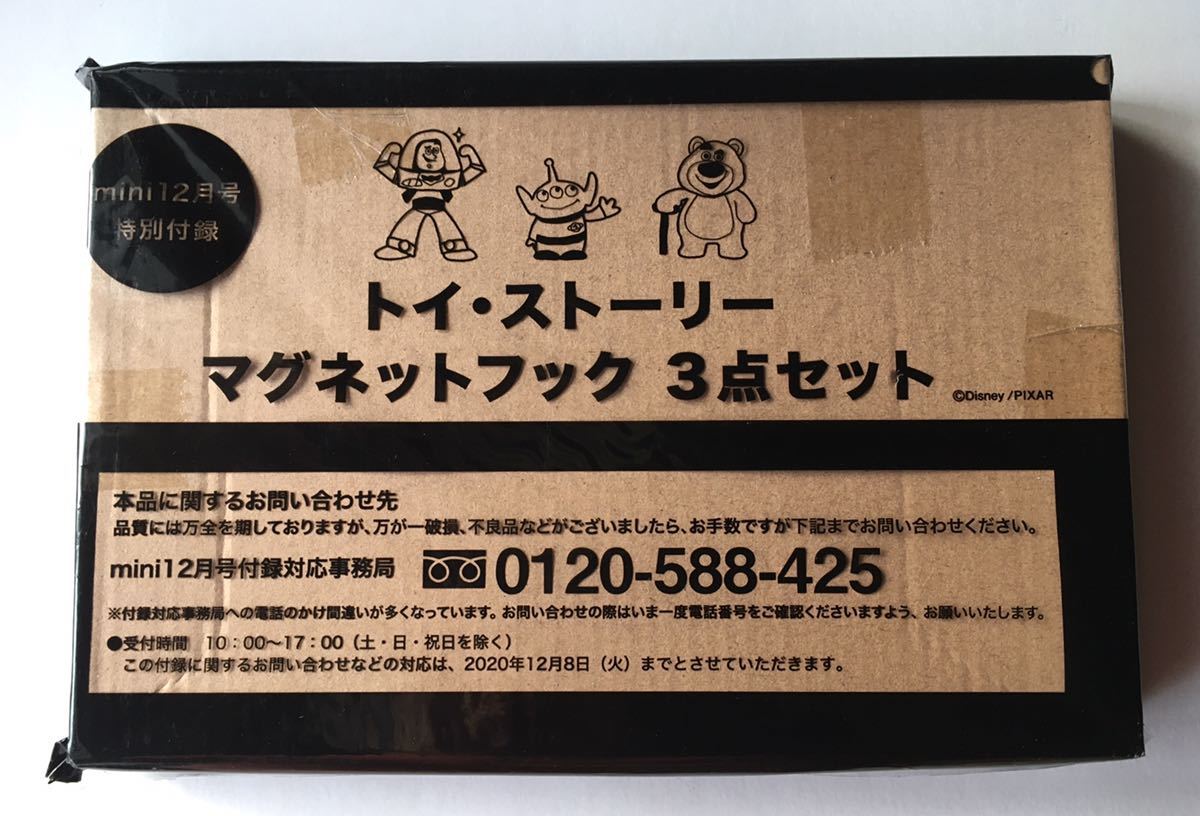 mini12月号
特別付録
トイ・ストーリー
マグネットフック 3点セット
©Disney/PIXAR
本品に関するお問い合わせ先
品質には万全を期しておりますが、万が一破損、不良品などがございましたら、お手数ですが下記までお問い合わせください。
mini12月号付録対応事務局 0120-588-425
※付録対応事務局への電話のかけ間違いが多くなっています。お問い合わせの際はいま一度電話番号をご確認くださいますよう、お願いいたします。
●受付時間 10:00〜17:00(土・日・祝日を除く)
この付録に関するお問い合わせなどの対応は、2020年12月8日(火)までとさせていただきます。